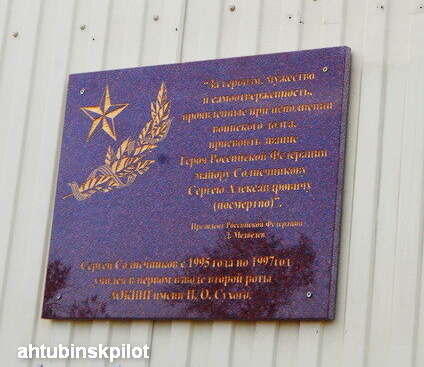 "За героизм, мужество
и самоотверженность,
проявленные при исполнении
воинского долга,
присвоить звание
Героя Российской Федерации
майору Солнечникову
Сергею Александровичу
(посмертно)".
Президент Российской Федерации
Д. Медведев.
Сергей Солнечников с 1995 года по 1997 год
учился в первом взводе второй роты
АОКШИ имени П. О. Сухого.
ahtubinskpilot